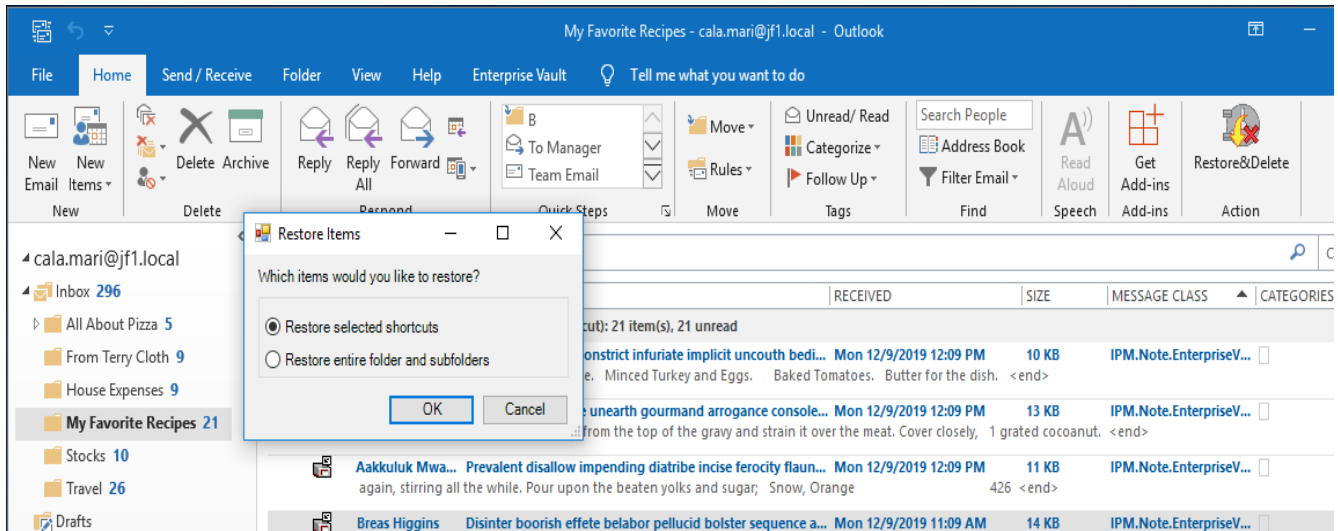 My Favorite Recipes - cala.mari@jf1.local - Outlook
File Home Send / Receive Folder View Help Enterprise Vault Tell me what you want to do
New Email
New Items
Delete
Archive
Reply
Reply All
Forward
B
To Manager
Team Email
Move
Rules
Unread/ Read
Categorize
Follow Up
Search People
Address Book
Filter Email
Read Aloud
Get Add-ins
Restore&Delete
New Delete Respond Quick Steps Move Tags Find Speech Add-ins Action
cala.mari@jf1.local
Inbox 296
All About Pizza 5
From Terry Cloth 9
House Expenses 9
My Favorite Recipes 21
Stocks 10
Travel 26
Drafts
Restore Items
Which items would you like to restore?
Restore selected shortcuts
Restore entire folder and subfolders
OK Cancel
RECEIVED SIZE MESSAGE CLASS CATEGORIES
21 item(s), 21 unread
infuriate implicit uncouth bedi... Mon 12/9/2019 12:09 PM 10 KB IPM.Note.EnterpriseV...
Minced Turkey and Eggs. Baked Tomatoes. Butter for the dish. <end>
unearth gourmand arrogance console... Mon 12/9/2019 12:09 PM 13 KB IPM.Note.EnterpriseV...
from the top of the gravy and strain it over the meat. Cover closely, 1 grated cocoanut. <end>
Aakkuluk Mwa... Prevalent disallow impending diatribe incise ferocity flaun... Mon 12/9/2019 12:09 PM 11 KB IPM.Note.EnterpriseV...
again, stirring all the while. Pour upon the beaten yolks and sugar; Snow, Orange 426 <end>
Breas Higgins Disinter boorish effete belabor pellucid bolster sequence a... Mon 12/9/2019 11:09 AM 14 KB IPM.Note.EnterpriseV...